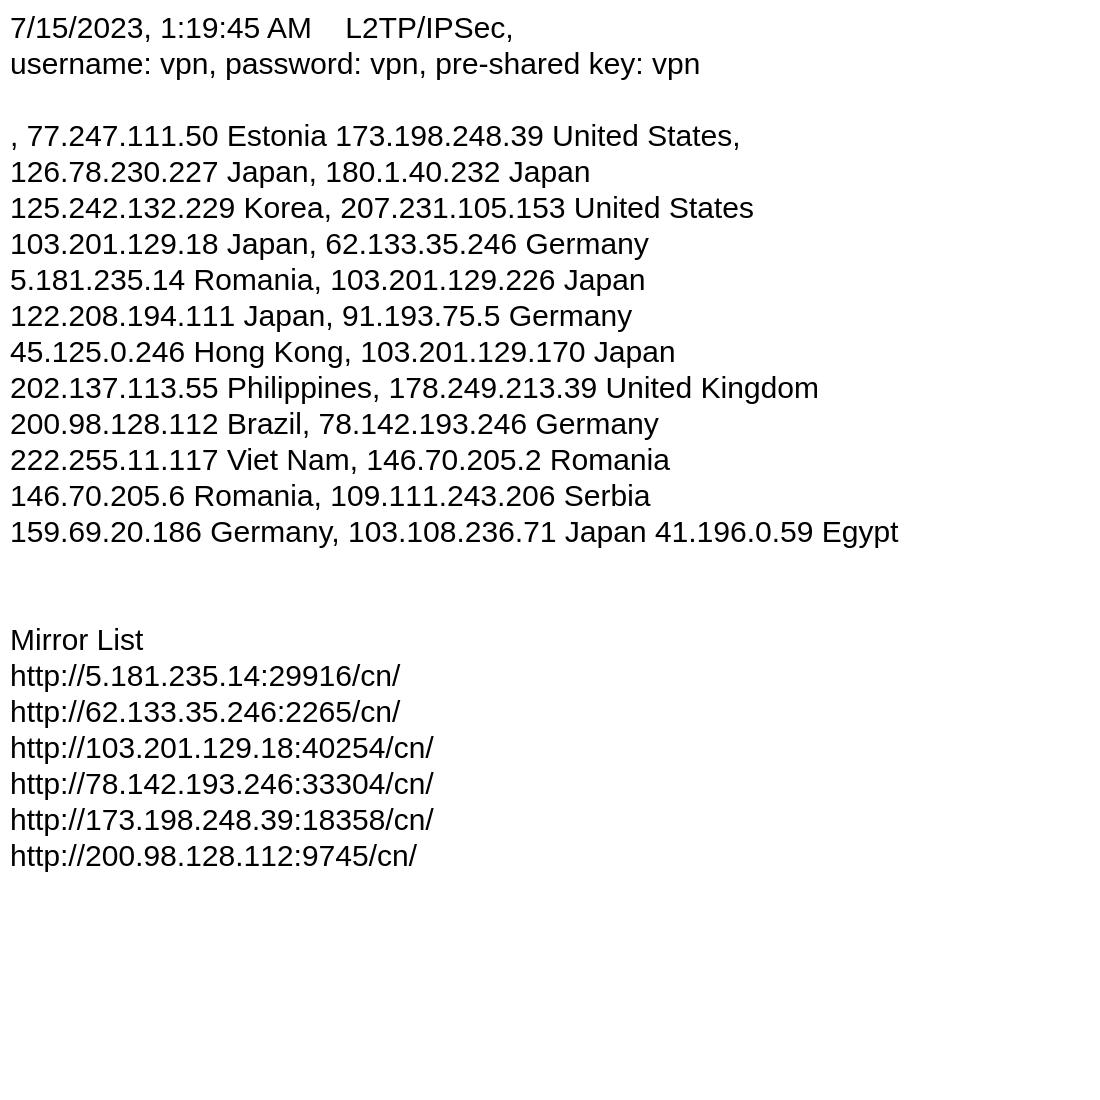 7/15/2023, 1:19:45 AM    L2TP/IPSec,
username: vpn, password: vpn, pre-shared key: vpn
, 77.247.111.50 Estonia 173.198.248.39 United States,
126.78.230.227 Japan, 180.1.40.232 Japan
125.242.132.229 Korea, 207.231.105.153 United States
103.201.129.18 Japan, 62.133.35.246 Germany
5.181.235.14 Romania, 103.201.129.226 Japan
122.208.194.111 Japan, 91.193.75.5 Germany
45.125.0.246 Hong Kong, 103.201.129.170 Japan
202.137.113.55 Philippines, 178.249.213.39 United Kingdom
200.98.128.112 Brazil, 78.142.193.246 Germany
222.255.11.117 Viet Nam, 146.70.205.2 Romania
146.70.205.6 Romania, 109.111.243.206 Serbia
159.69.20.186 Germany, 103.108.236.71 Japan 41.196.0.59 Egypt
Mirror List
http://5.181.235.14:29916/cn/
http://62.133.35.246:2265/cn/
http://103.201.129.18:40254/cn/
http://78.142.193.246:33304/cn/
http://173.198.248.39:18358/cn/
http://200.98.128.112:9745/cn/